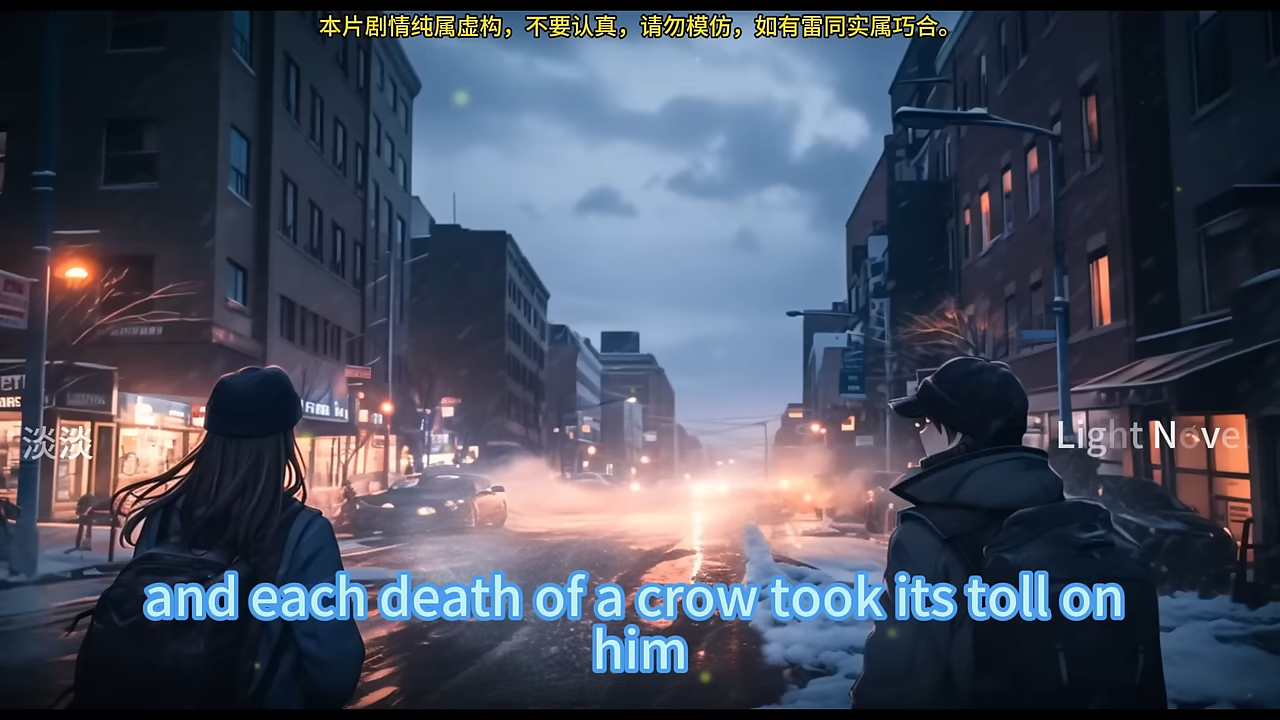 本片剧情纯属虚构，不要认真，请勿模仿，如有雷同实属巧合。
淡淡
Light Nove
and each death of a crow took its toll on
him